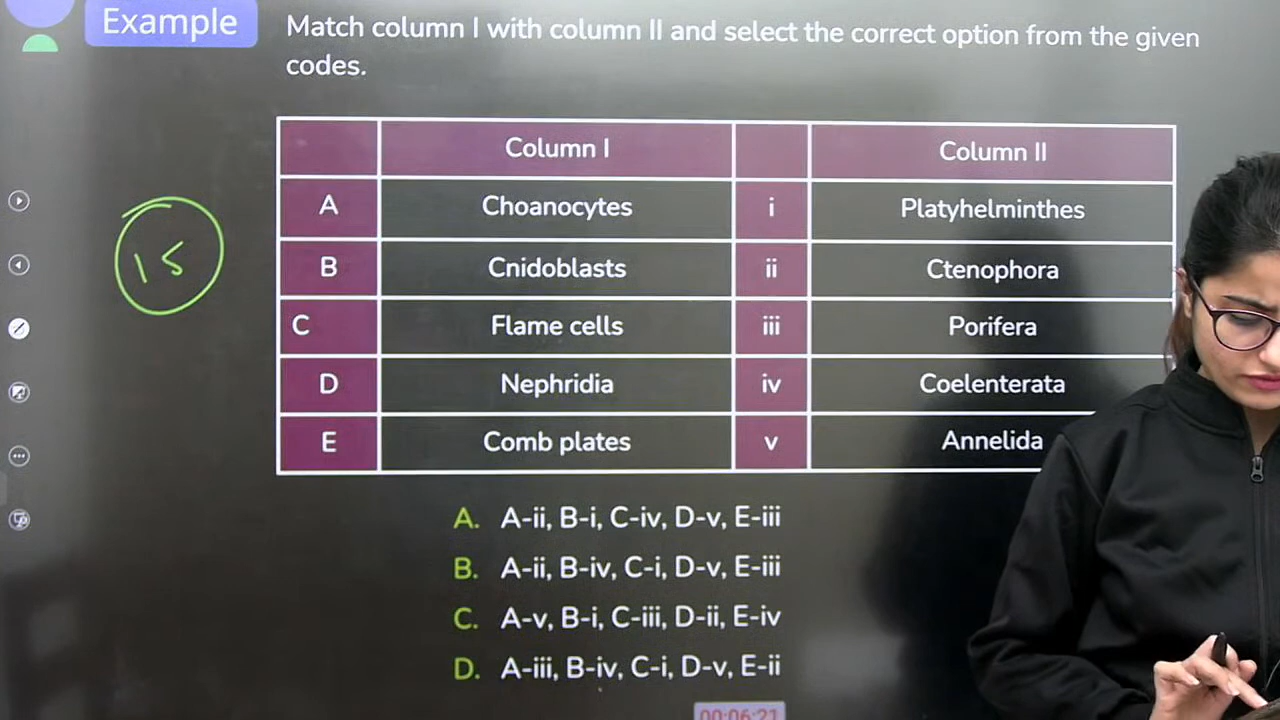 Example
Match column I with column II and select the correct option from the given
codes.
Column I Column II
A Choanocytes i Platyhelminthes
B Cnidoblasts ii Ctenophora
C Flame cells iii Porifera
D Nephridia iv Coelenterata
E Comb plates v Annelida
15
A. A-ii, B-i, C-iv, D-v, E-iii
B. A-ii, B-iv, C-i, D-v, E-iii
C. A-v, B-i, C-iii, D-ii, E-iv
D. A-iii, B-iv, C-i, D-v, E-ii
00:06:21